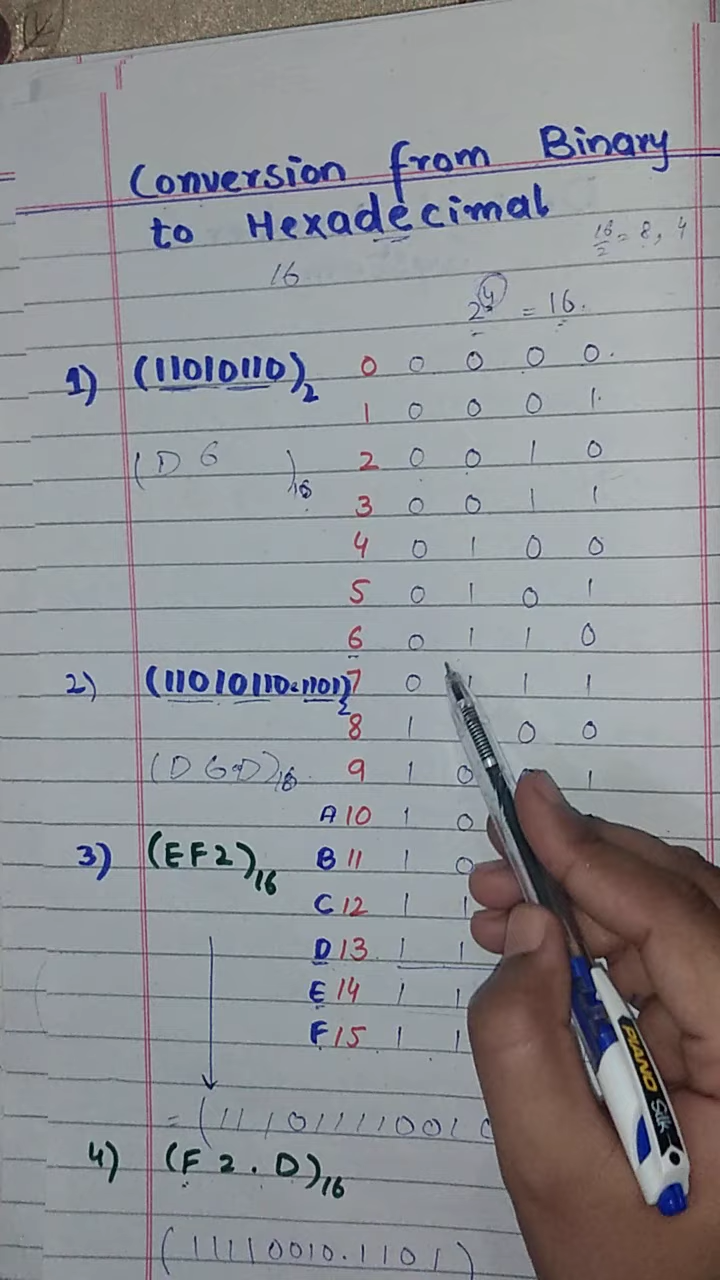 Conversion from Binary
to Hexadecimal
16/2 = 8, 4
16
2^4 = 16.
1) (11010110)2
0 0 0 0 0.
1 0 0 0 1.
(D 6 )16
2 0 0 1 0
3 0 0 1 1
4 0 1 0 0
5 0 1 0 1
6 0 1 1 0
2) (11010110.1101)2
7 0 1 1 1
8 1 0 0
(D 6.D)16
9 1 0 1
A 10 1 0
3) (EF2)16
B 11 1 0
C 12 1 1
D 13 1 1
E 14 1 1
F 15 1 1
= (11101111001
4) (F2.D)16
(11110010.1101)
PIANO
Silk